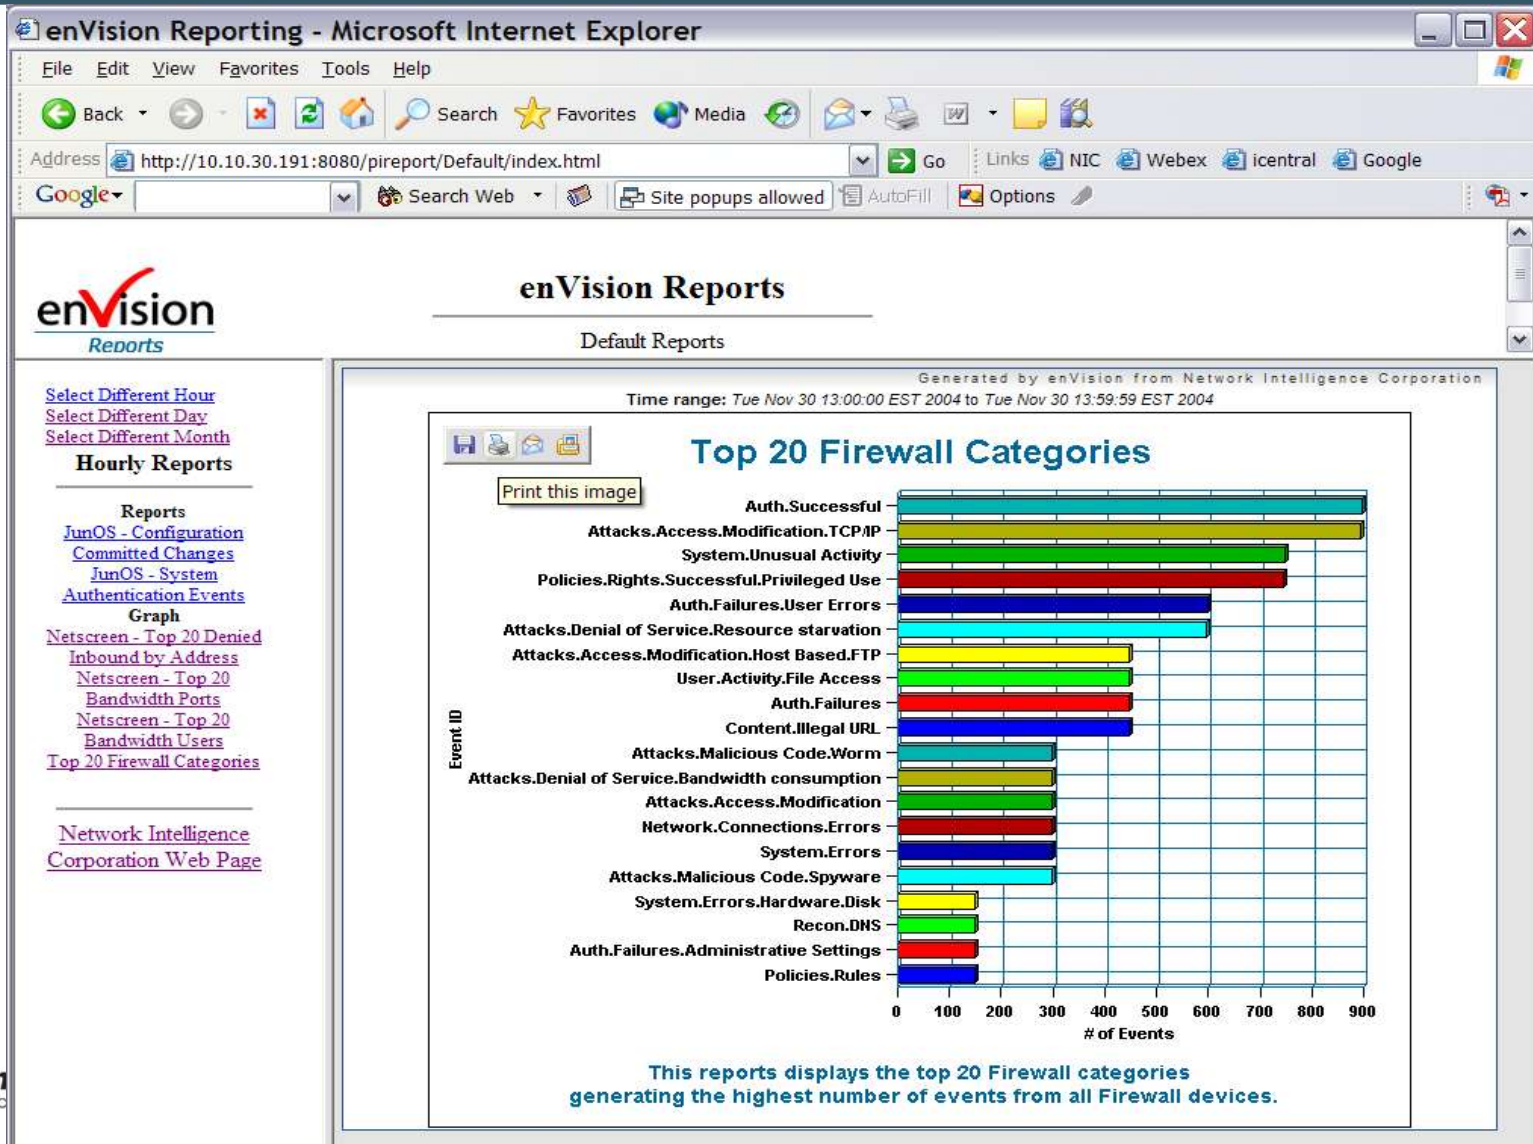 enVision Reporting - Microsoft Internet Explorer
File Edit View Favorites Tools Help
Back Search Favorites Media
Address http://10.10.30.191:8080/pireport/Default/index.html Go Links NIC Webex icentral Google
Google Search Web Site popups allowed AutoFill Options
enVision
Reports
enVision Reports
Default Reports
Select Different Hour
Select Different Day
Select Different Month
Hourly Reports
Reports
JunOS - Configuration
Committed Changes
JunOS - System
Authentication Events
Graph
Netscreen - Top 20 Denied
Inbound by Address
Netscreen - Top 20
Bandwidth Ports
Netscreen - Top 20
Bandwidth Users
Top 20 Firewall Categories
Network Intelligence
Corporation Web Page
Generated by enVision from Network Intelligence Corporation
Time range: Tue Nov 30 13:00:00 EST 2004 to Tue Nov 30 13:59:59 EST 2004
Top 20 Firewall Categories
Print this image
Event ID
Auth.Successful
Attacks.Access.Modification.TCP/IP
System.Unusual Activity
Policies.Rights.Successful.Privileged Use
Auth.Failures.User Errors
Attacks.Denial of Service.Resource starvation
Attacks.Access.Modification.Host Based.FTP
User.Activity.File Access
Auth.Failures
Content.Illegal URL
Attacks.Malicious Code.Worm
Attacks.Denial of Service.Bandwidth consumption
Attacks.Access.Modification
Network.Connections.Errors
System.Errors
Attacks.Malicious Code.Spyware
System.Errors.Hardware.Disk
Recon.DNS
Auth.Failures.Administrative Settings
Policies.Rules
0 100 200 300 400 500 600 700 800 900
# of Events
This reports displays the top 20 Firewall categories
generating the highest number of events from all Firewall devices.